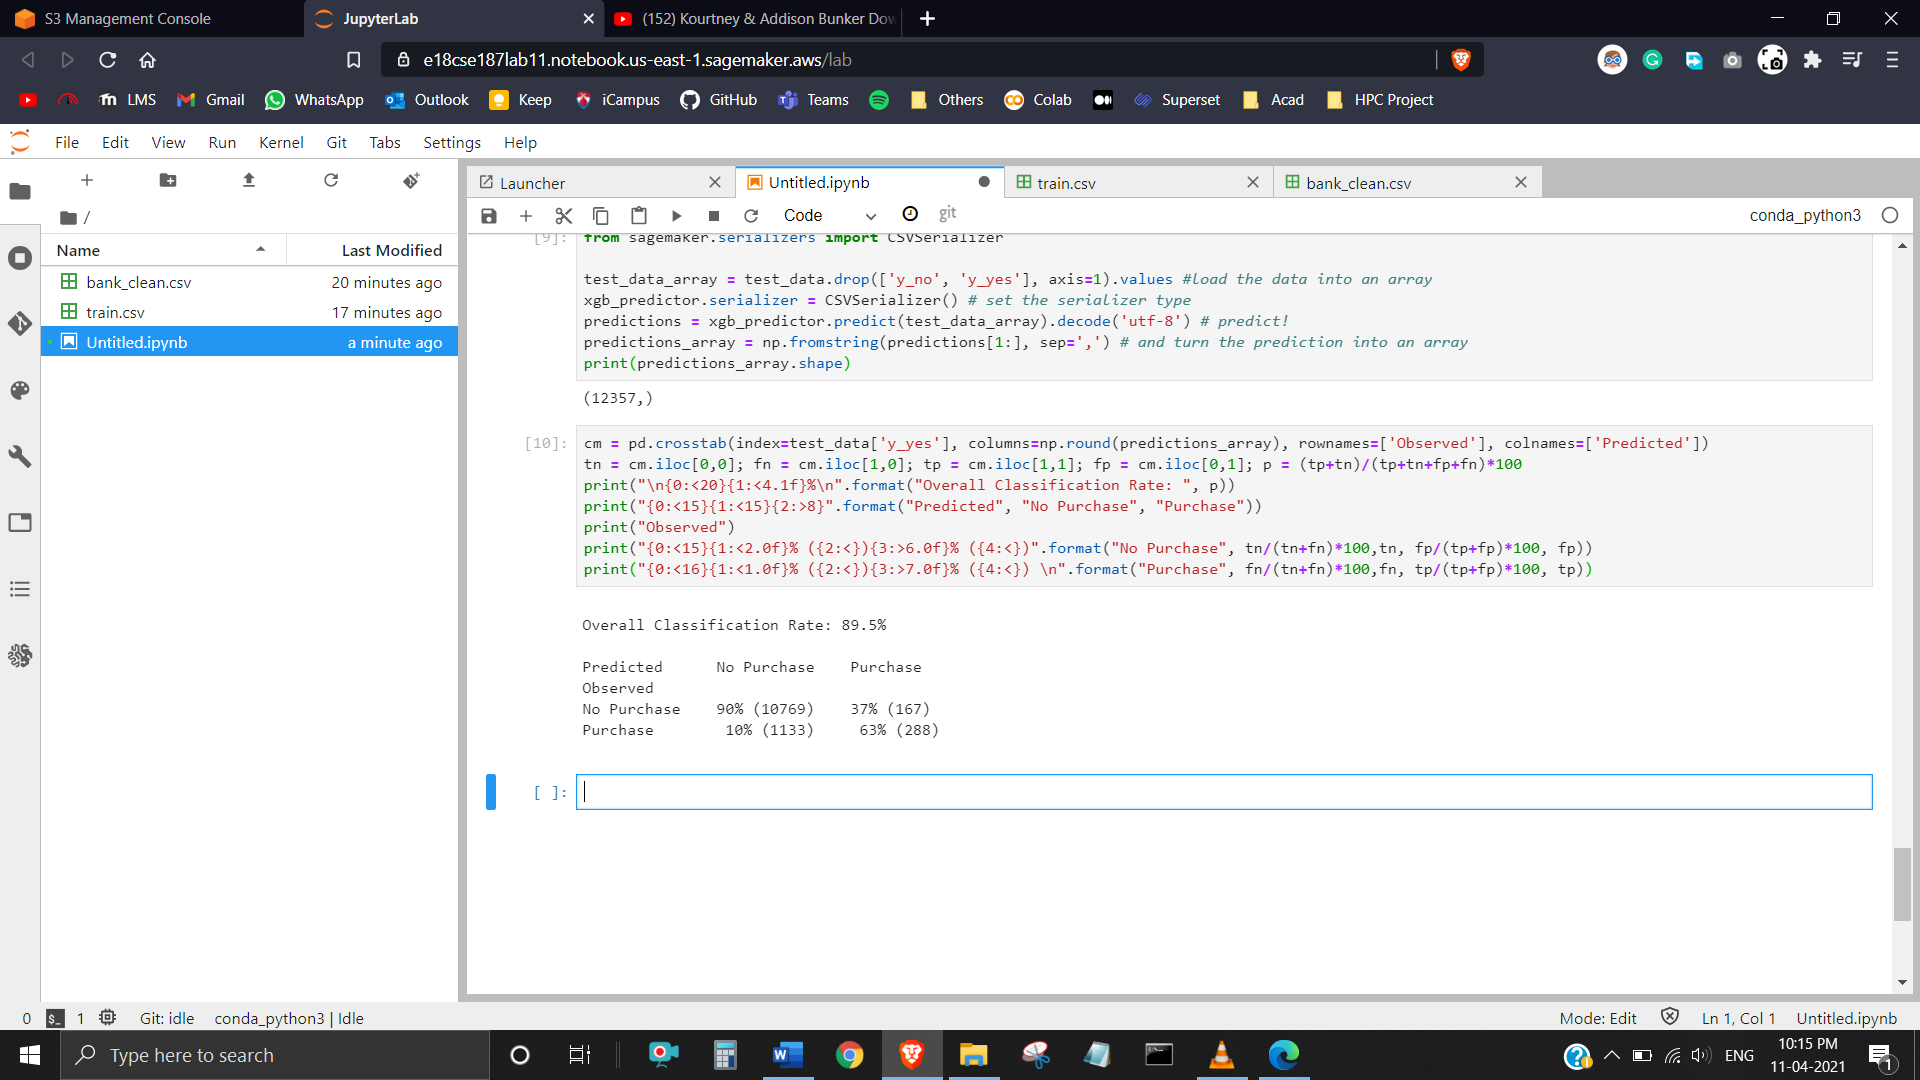 S3 Management Console
JupyterLab
(152) Kourtney & Addison Bunker Dow
e18cse187lab11.notebook.us-east-1.sagemaker.aws/lab
LMS Gmail WhatsApp Outlook Keep iCampus GitHub Teams Others Colab Superset Acad HPC Project
File Edit View Run Kernel Git Tabs Settings Help
Launcher Untitled.ipynb train.csv bank_clean.csv
Code git conda_python3
/
Name Last Modified
bank_clean.csv 20 minutes ago
train.csv 17 minutes ago
Untitled.ipynb a minute ago
[9]: from sagemaker.serializers import CSVSerializer
test_data_array = test_data.drop(['y_no', 'y_yes'], axis=1).values #load the data into an array
xgb_predictor.serializer = CSVSerializer() # set the serializer type
predictions = xgb_predictor.predict(test_data_array).decode('utf-8') # predict!
predictions_array = np.fromstring(predictions[1:], sep=',') # and turn the prediction into an array
print(predictions_array.shape)
(12357,)
[10]: cm = pd.crosstab(index=test_data['y_yes'], columns=np.round(predictions_array), rownames=['Observed'], colnames=['Predicted'])
tn = cm.iloc[0,0]; fn = cm.iloc[1,0]; tp = cm.iloc[1,1]; fp = cm.iloc[0,1]; p = (tp+tn)/(tp+tn+fp+fn)*100
print("\n{0:<20}{1:<4.1f}%\n".format("Overall Classification Rate: ", p))
print("{0:<15}{1:<15}{2:>8}".format("Predicted", "No Purchase", "Purchase"))
print("Observed")
print("{0:<15}{1:<2.0f}% ({2:<}){3:>6.0f}% ({4:<})".format("No Purchase", tn/(tn+fn)*100,tn, fp/(tp+fp)*100, fp))
print("{0:<16}{1:<1.0f}% ({2:<}){3:>7.0f}% ({4:<}) \n".format("Purchase", fn/(tn+fn)*100,fn, tp/(tp+fp)*100, tp))
Overall Classification Rate: 89.5%
Predicted No Purchase Purchase
Observed
No Purchase 90% (10769) 37% (167)
Purchase 10% (1133) 63% (288)
[ ]:
0 1 Git: idle conda_python3 | Idle Mode: Edit Ln 1, Col 1 Untitled.ipynb
Type here to search
ENG
10:15 PM
11-04-2021
1